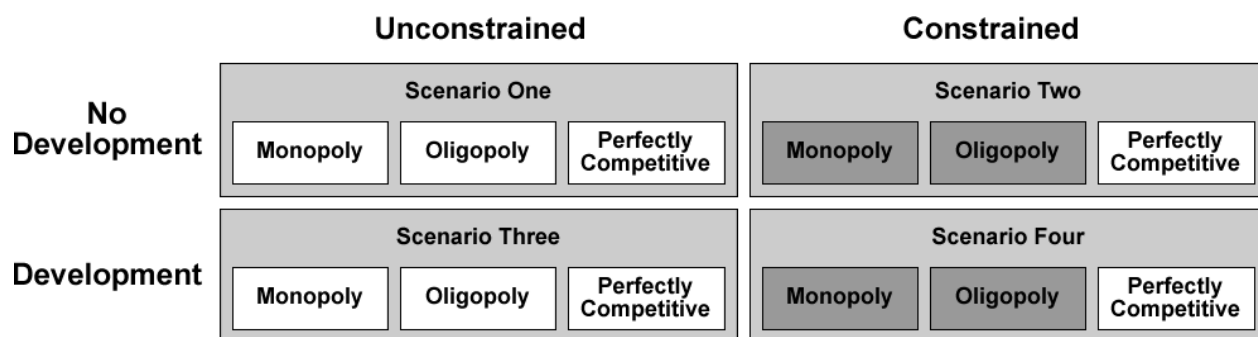 Unconstrained Constrained
No
Development
Scenario One
Monopoly Oligopoly Perfectly
Competitive
Scenario Two
Monopoly Oligopoly Perfectly
Competitive
Development
Scenario Three
Monopoly Oligopoly Perfectly
Competitive
Scenario Four
Monopoly Oligopoly Perfectly
Competitive